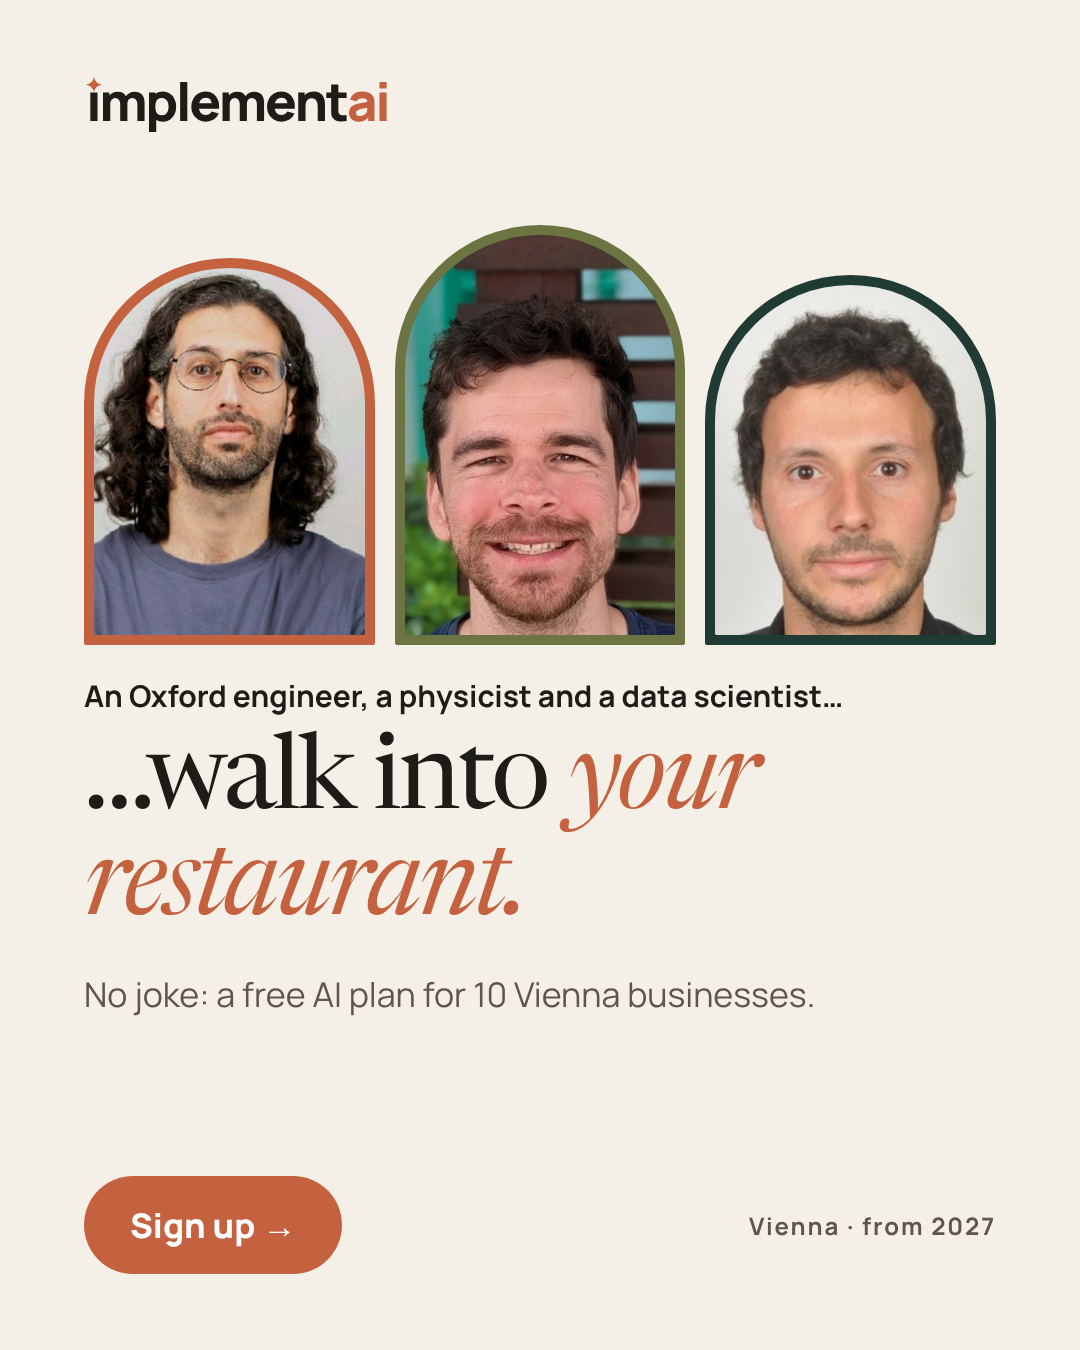 implementai
An Oxford engineer, a physicist and a data scientist...
...walk into your
restaurant.
No joke: a free AI plan for 10 Vienna businesses.
Sign up →
Vienna · from 2027